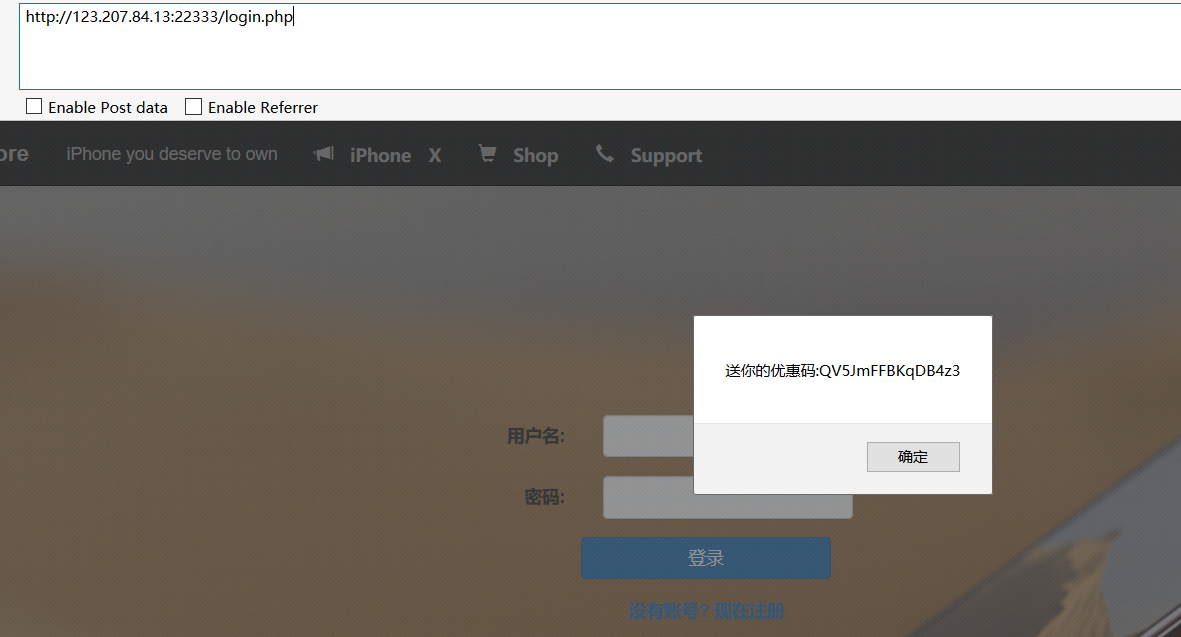 http://123.207.84.13:22333/login.php
Enable Post data Enable Referrer
ore iPhone you deserve to own iPhone X Shop Support
送你的优惠码:QV5JmFFBKqDB4z3
用户名:
确定
密码:
登录
没有账号？现在注册